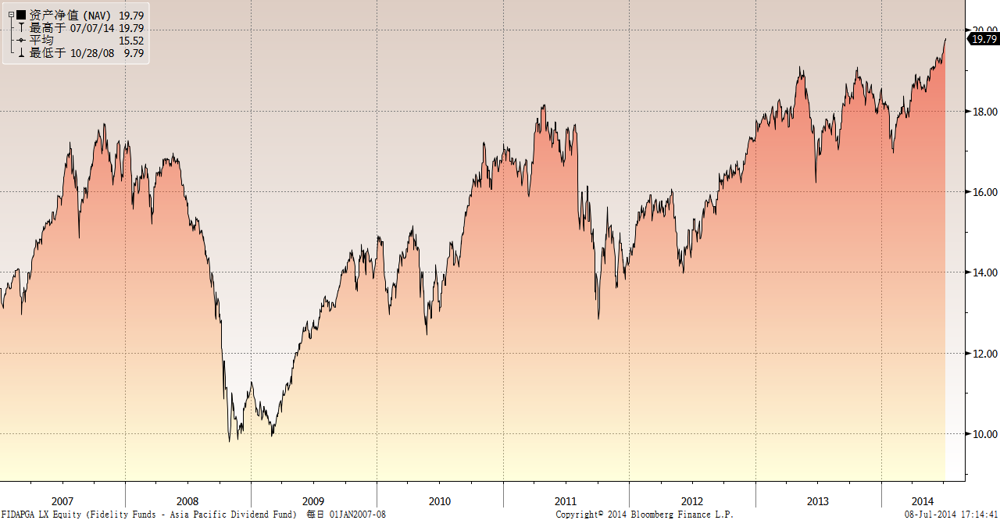 资产净值 (NAV) 19.79
最高于 07/07/14 19.79
平均 15.52
最低于 10/28/08 9.79
20.00
19.79
18.00
16.00
14.00
12.00
10.00
2007 2008 2009 2010 2011 2012 2013 2014
FIDAPGA LX Equity (Fidelity Funds - Asia Pacific Dividend Fund) 每日 01JAN2007-08 Copyright© 2014 Bloomberg Finance L.P. 08-Jul-2014 17:14:41